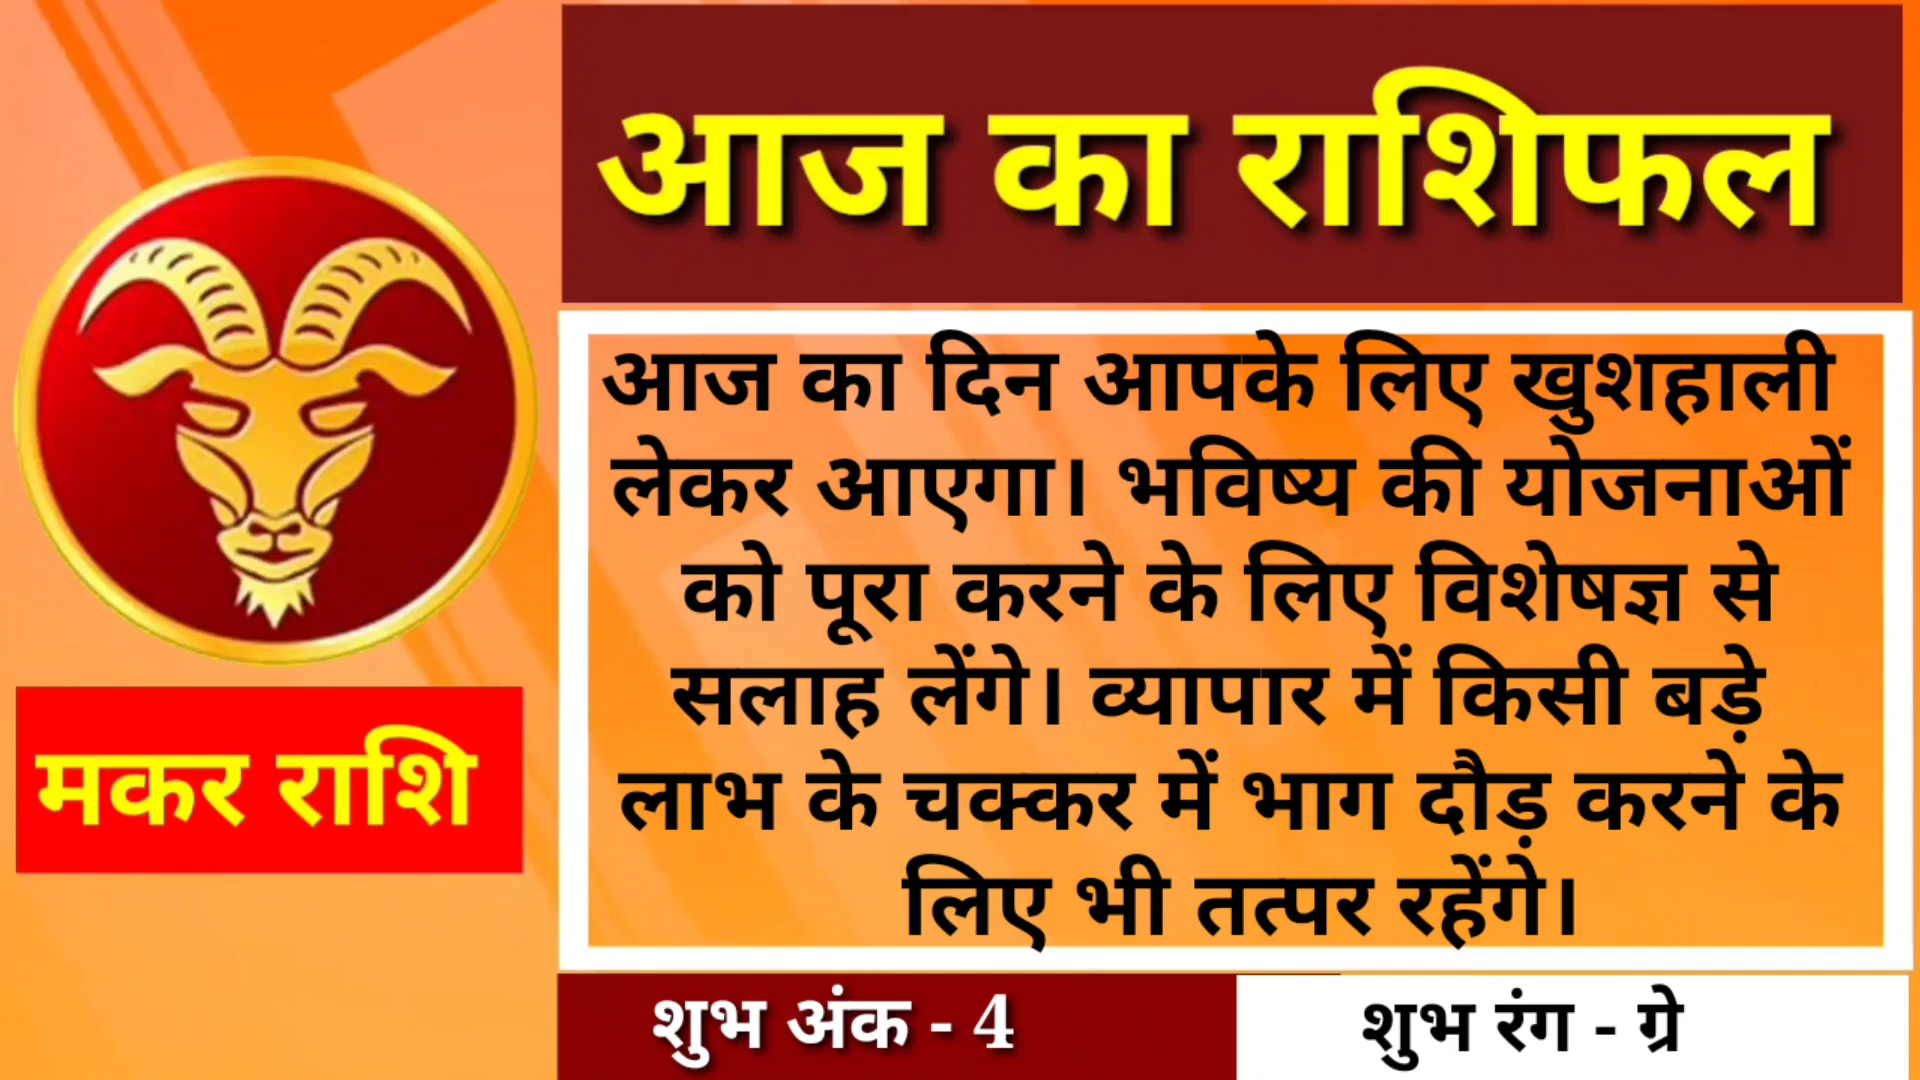 आज का राशिफल
मकर राशि
आज का दिन आपके लिए खुशहाली
लेकर आएगा। भविष्य की योजनाओं
को पूरा करने के लिए विशेषज्ञ से
सलाह लेंगे। व्यापार में किसी बड़े
लाभ के चक्कर में भाग दौड़ करने के
लिए भी तत्पर रहेंगे।
शुभ अंक - 4
शुभ रंग - ग्रे